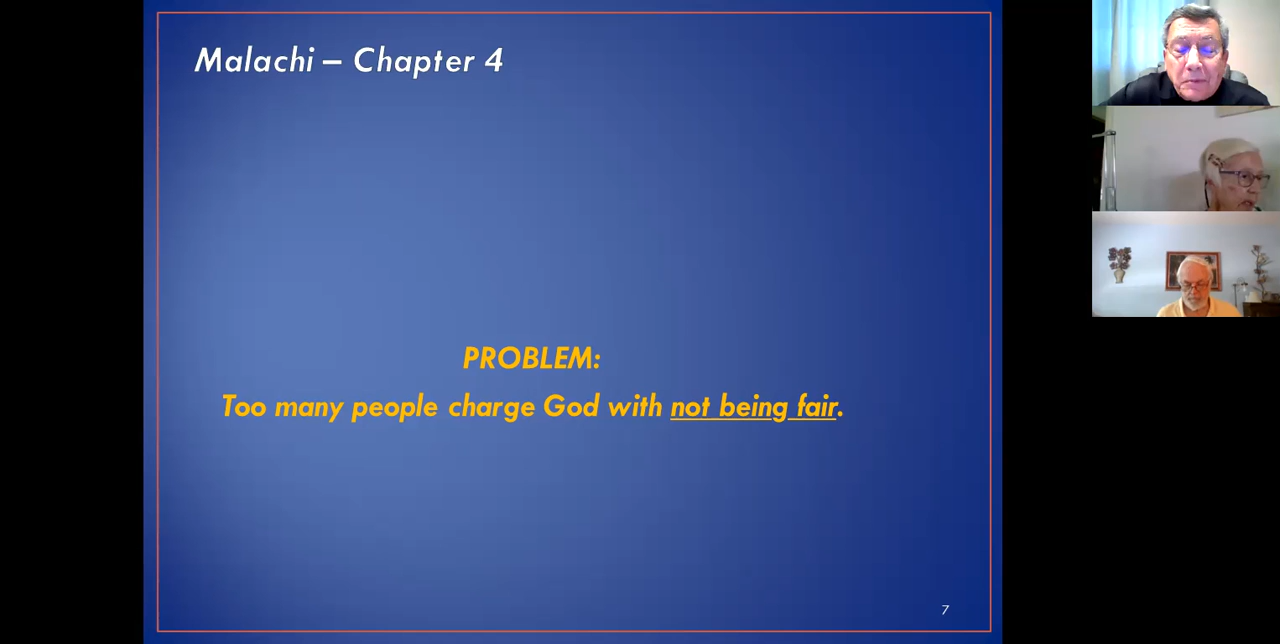 Malachi – Chapter 4
PROBLEM:
Too many people charge God with not being fair.
7